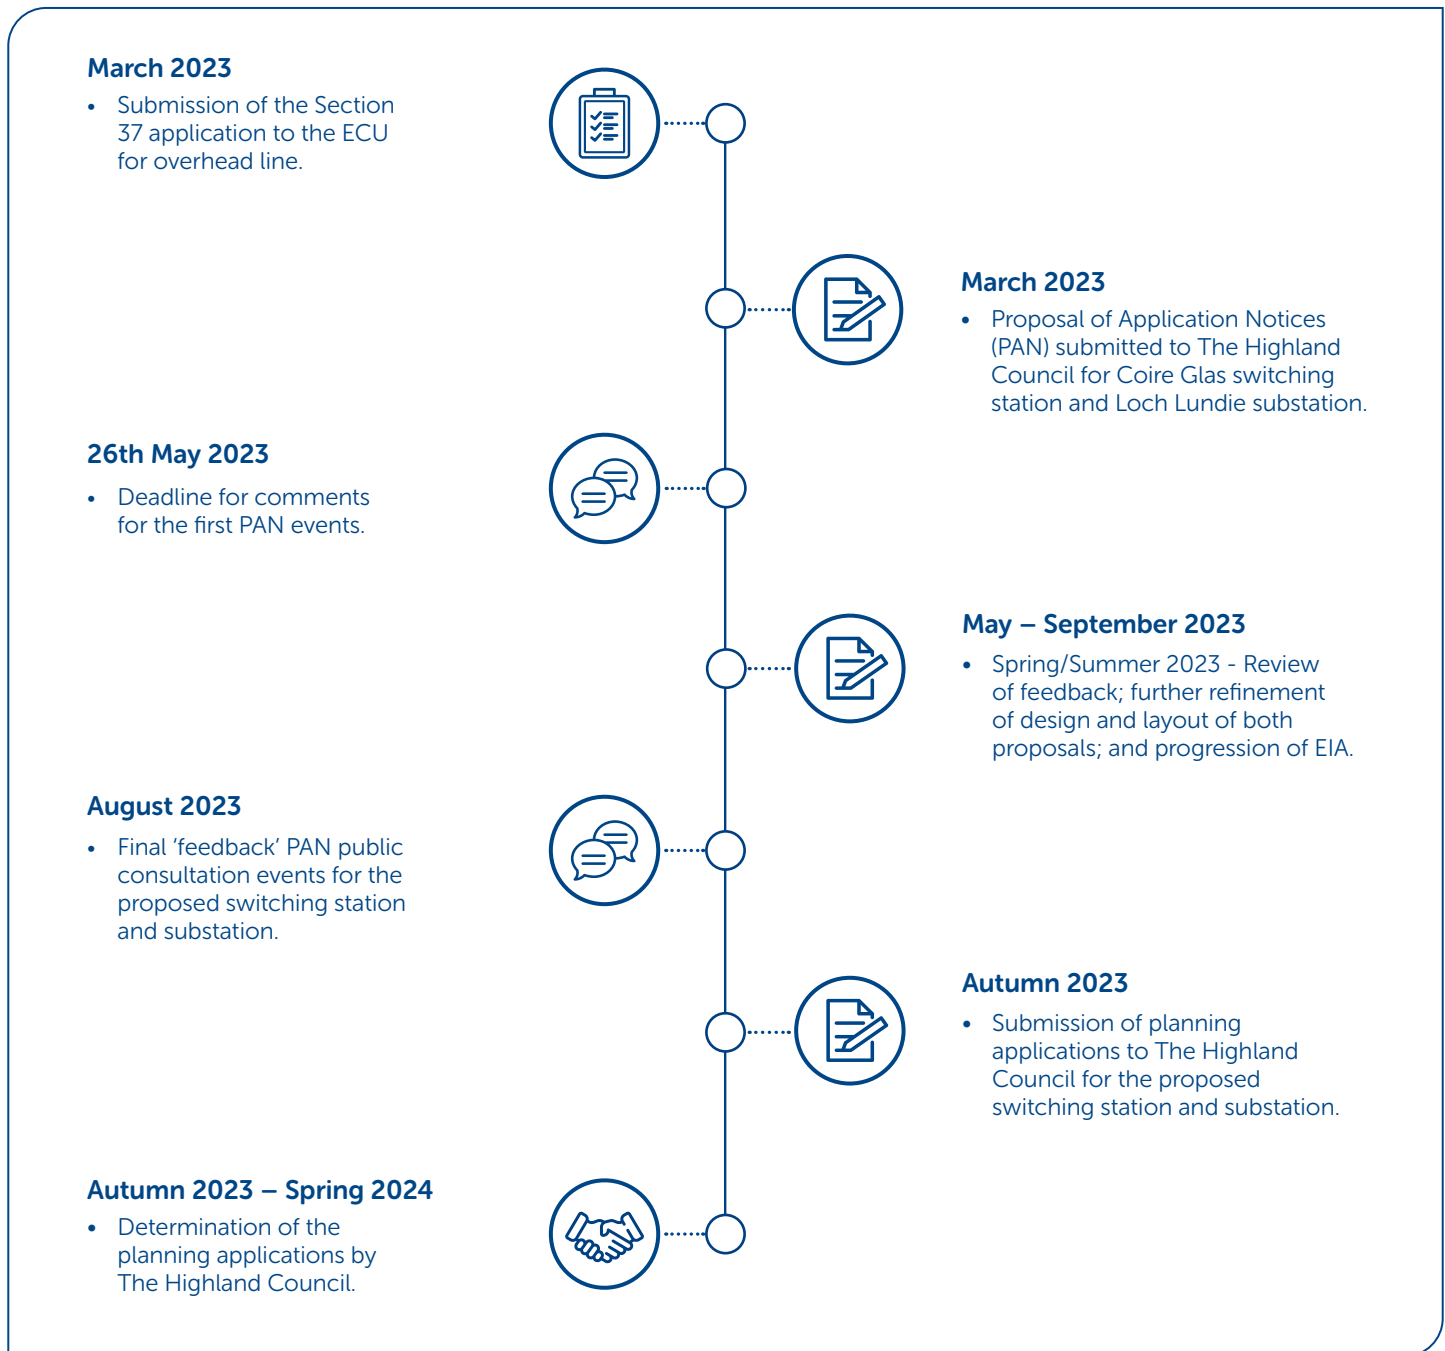 March 2023
• Submission of the Section
37 application to the ECU
for overhead line.
March 2023
• Proposal of Application Notices
(PAN) submitted to The Highland
Council for Coire Glas switching
station and Loch Lundie substation.
26th May 2023
• Deadline for comments
for the first PAN events.
May – September 2023
• Spring/Summer 2023 - Review
of feedback; further refinement
of design and layout of both
proposals; and progression of EIA.
August 2023
• Final ‘feedback’ PAN public
consultation events for the
proposed switching station
and substation.
Autumn 2023
• Submission of planning
applications to The Highland
Council for the proposed
switching station and substation.
Autumn 2023 – Spring 2024
• Determination of the
planning applications by
The Highland Council.